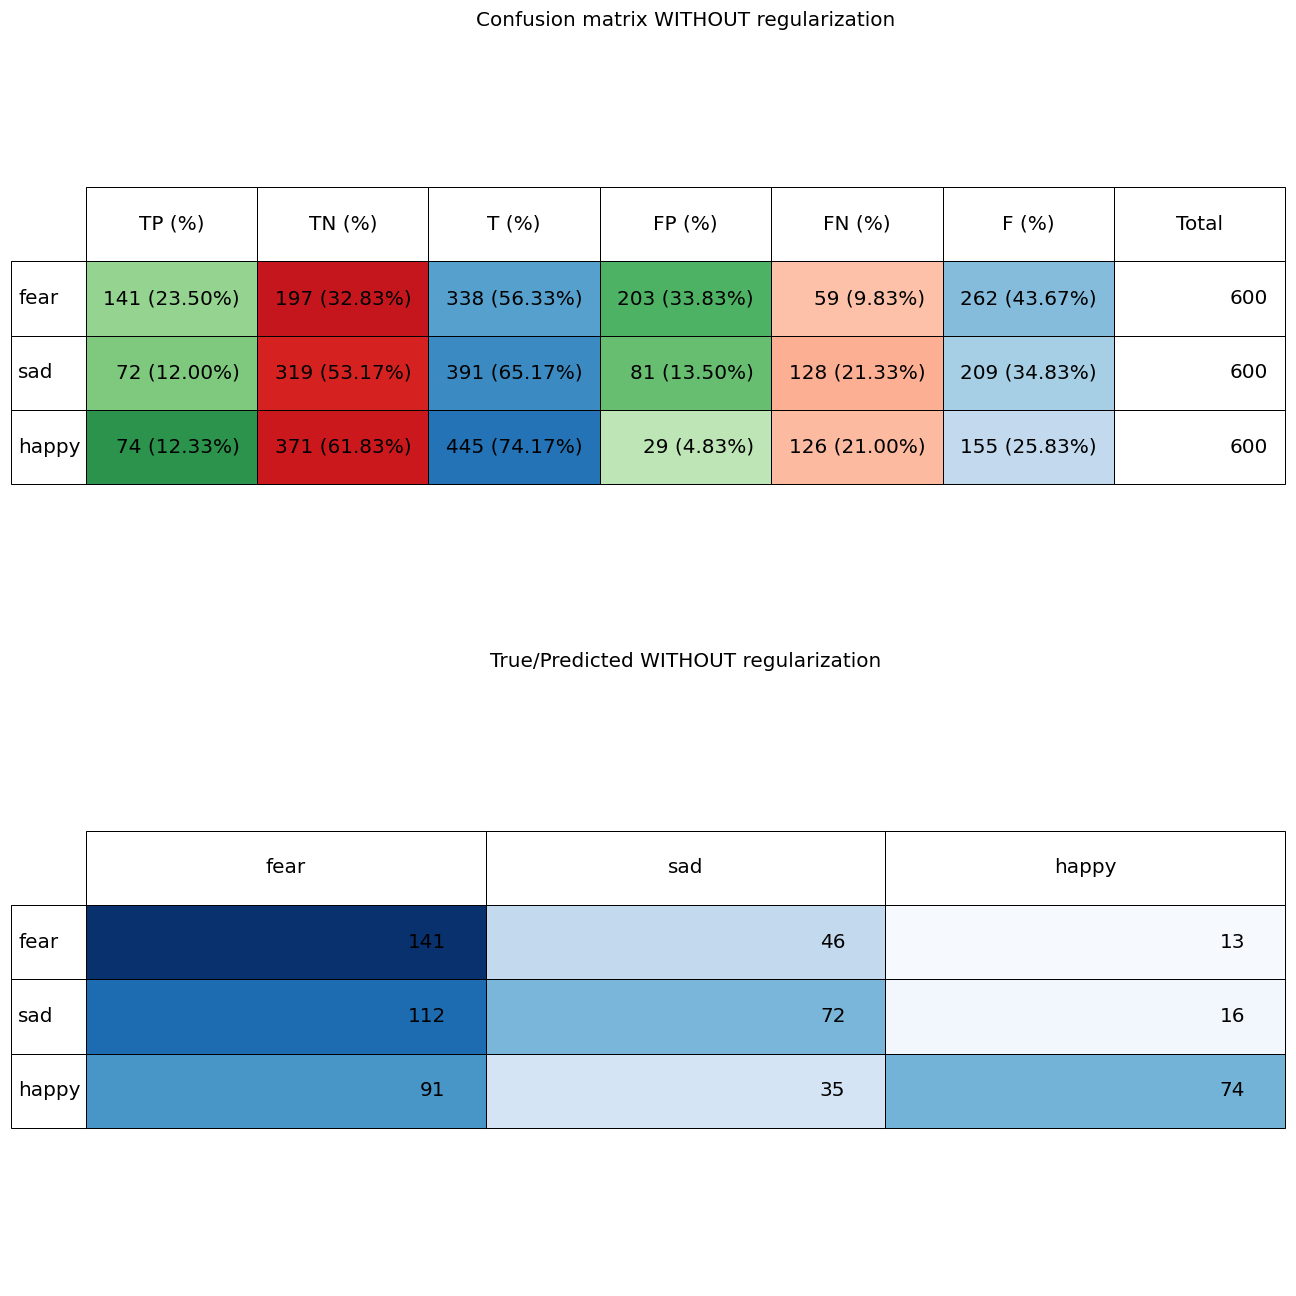 Confusion matrix WITHOUT regularization
TP (%) TN (%) T (%) FP (%) FN (%) F (%) Total
fear 141 (23.50%) 197 (32.83%) 338 (56.33%) 203 (33.83%) 59 (9.83%) 262 (43.67%) 600
sad 72 (12.00%) 319 (53.17%) 391 (65.17%) 81 (13.50%) 128 (21.33%) 209 (34.83%) 600
happy 74 (12.33%) 371 (61.83%) 445 (74.17%) 29 (4.83%) 126 (21.00%) 155 (25.83%) 600
True/Predicted WITHOUT regularization
fear sad happy
fear 141 46 13
sad 112 72 16
happy 91 35 74